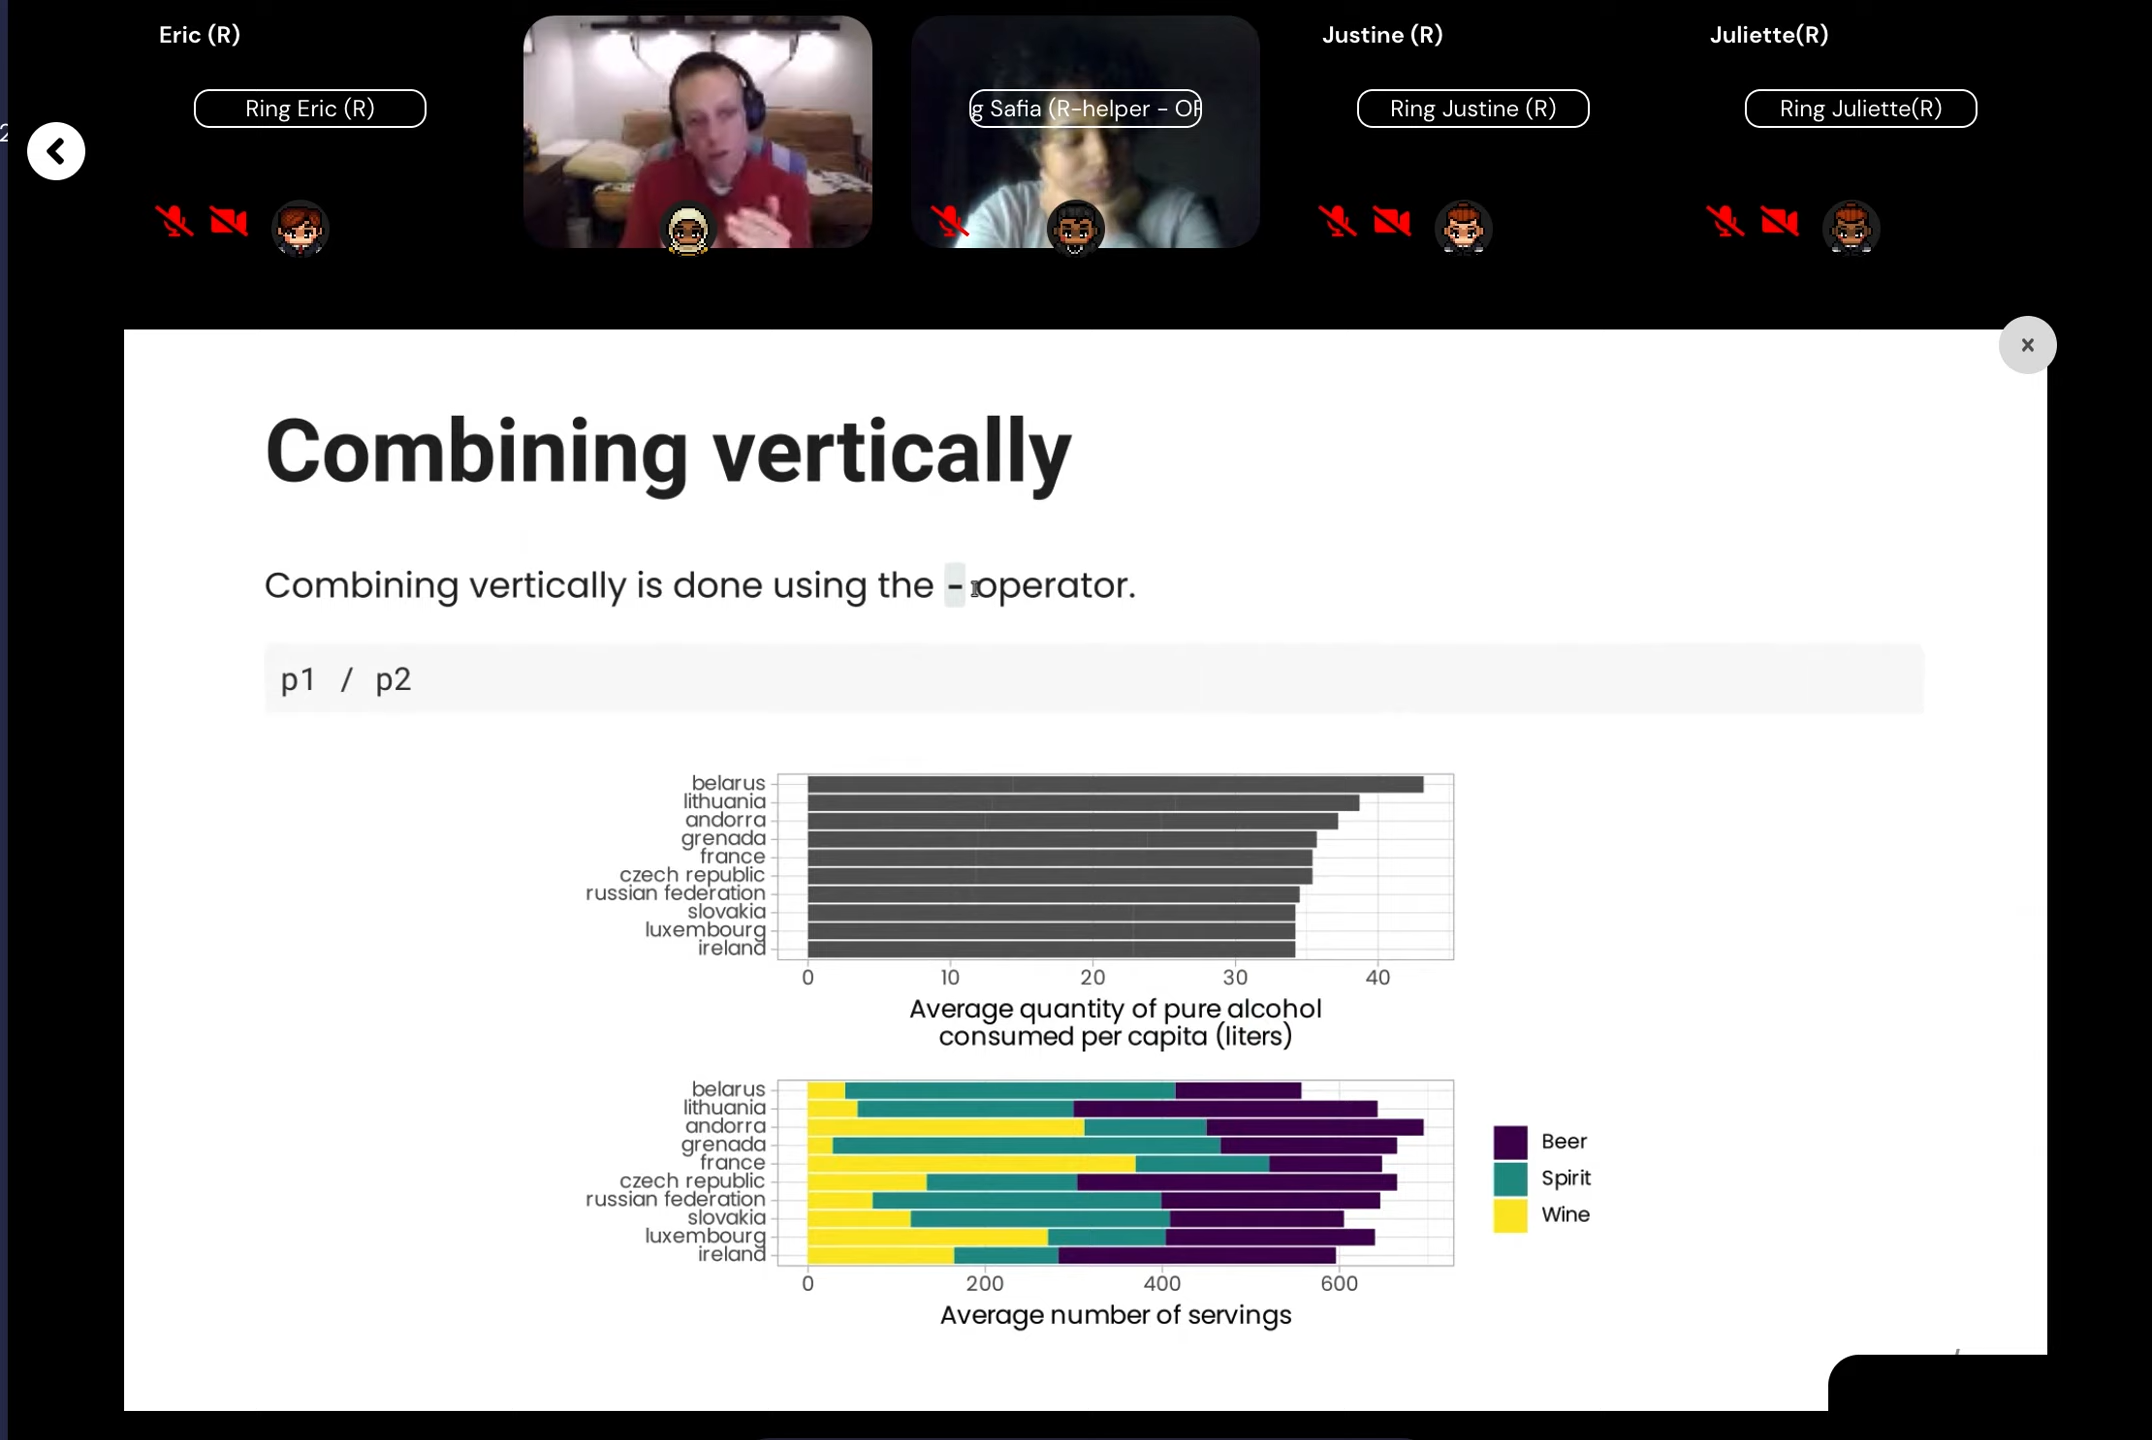 Eric (R)
Justine (R)
Juliette(R)
Ring Eric (R)
g Safia (R-helper - OF
Ring Justine (R)
Ring Juliette(R)
2
×
Combining vertically
Combining vertically is done using the - operator.
p1 / p2
belarus
lithuania
andorra
grenada
france
czech republic
russian federation
slovakia
luxembourg
ireland
0 10 20 30 40
Average quantity of pure alcohol
consumed per capita (liters)
belarus
lithuania
andorra
grenada
france
czech republic
russian federation
slovakia
luxembourg
ireland
Beer
Spirit
Wine
0 200 400 600
Average number of servings